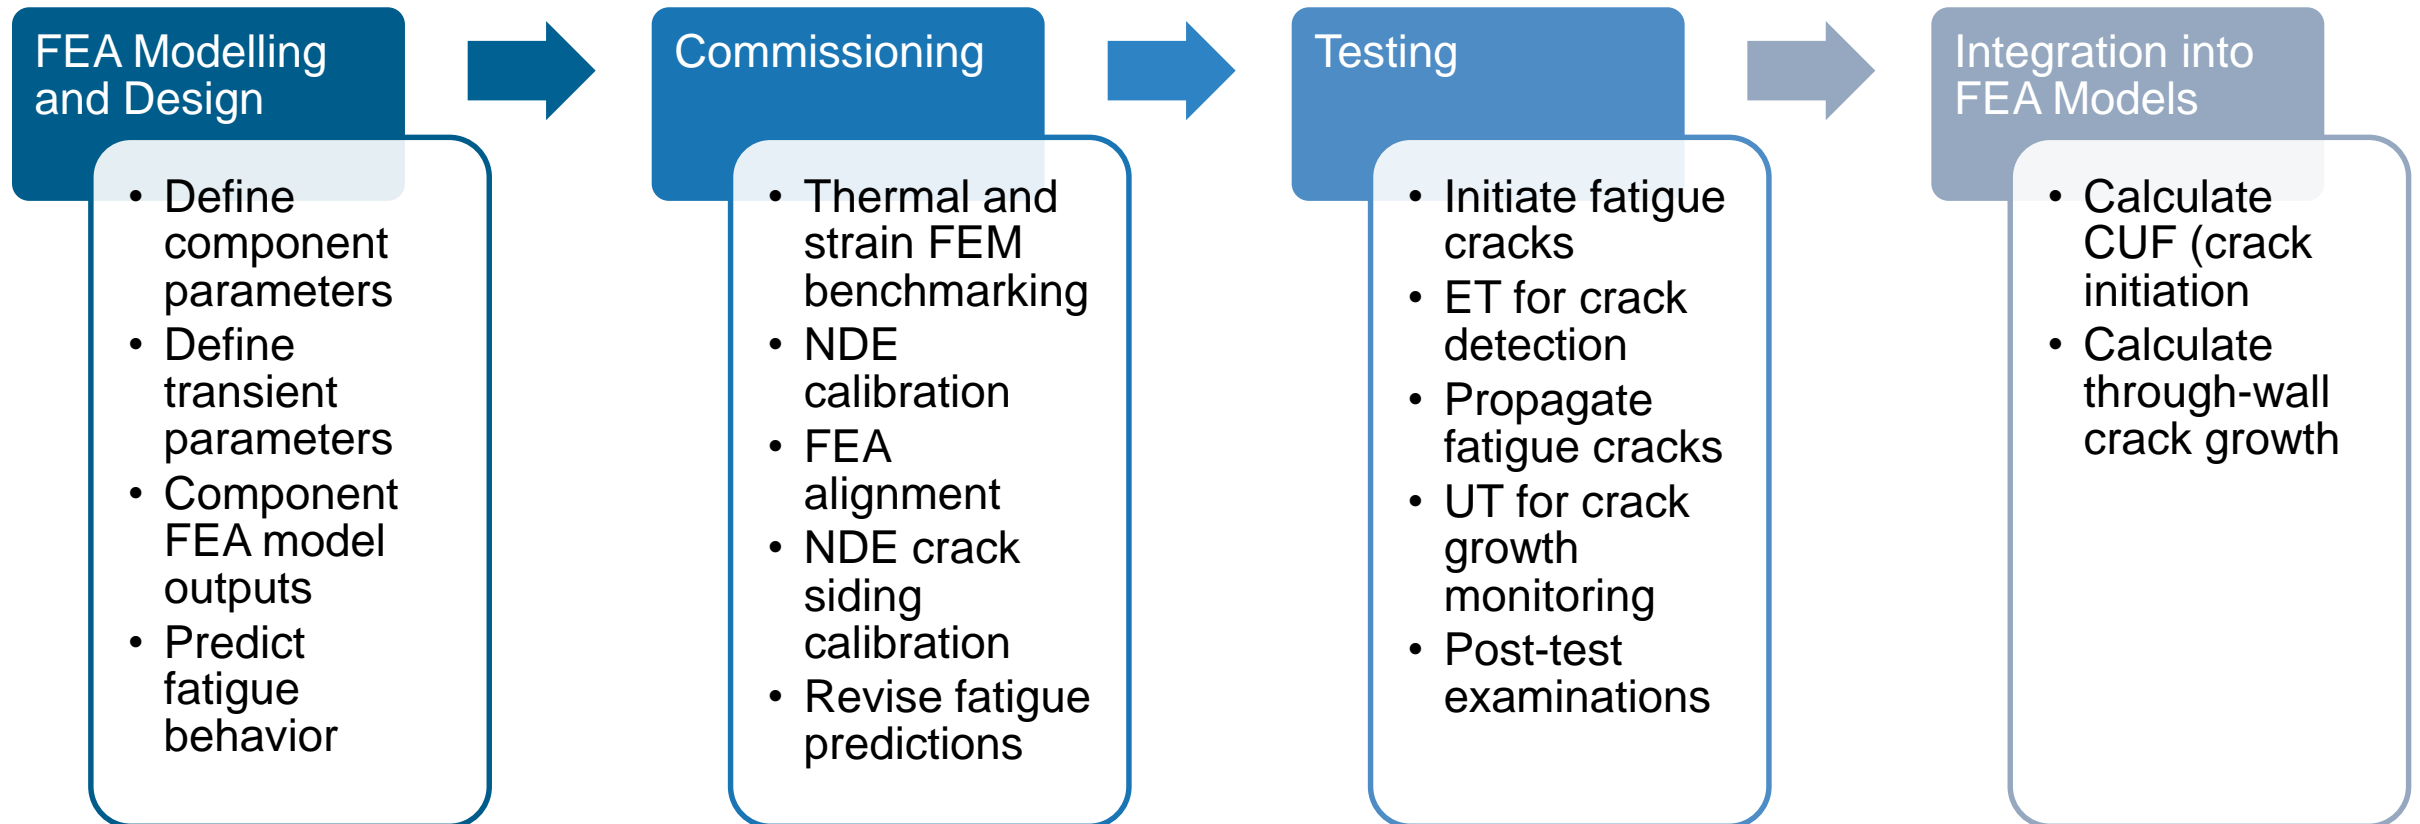 FEA Modelling
and Design
• Define
component
parameters
• Define
transient
parameters
• Component
FEA model
outputs
• Predict
fatigue
behavior
Commissioning
• Thermal and
strain FEM
benchmarking
• NDE
calibration
• FEA
alignment
• NDE crack
siding
calibration
• Revise fatigue
predictions
Testing
• Initiate fatigue
cracks
• ET for crack
detection
• Propagate
fatigue cracks
• UT for crack
growth
monitoring
• Post-test
examinations
Integration into
FEA Models
• Calculate
CUF (crack
initiation
• Calculate
through-wall
crack growth